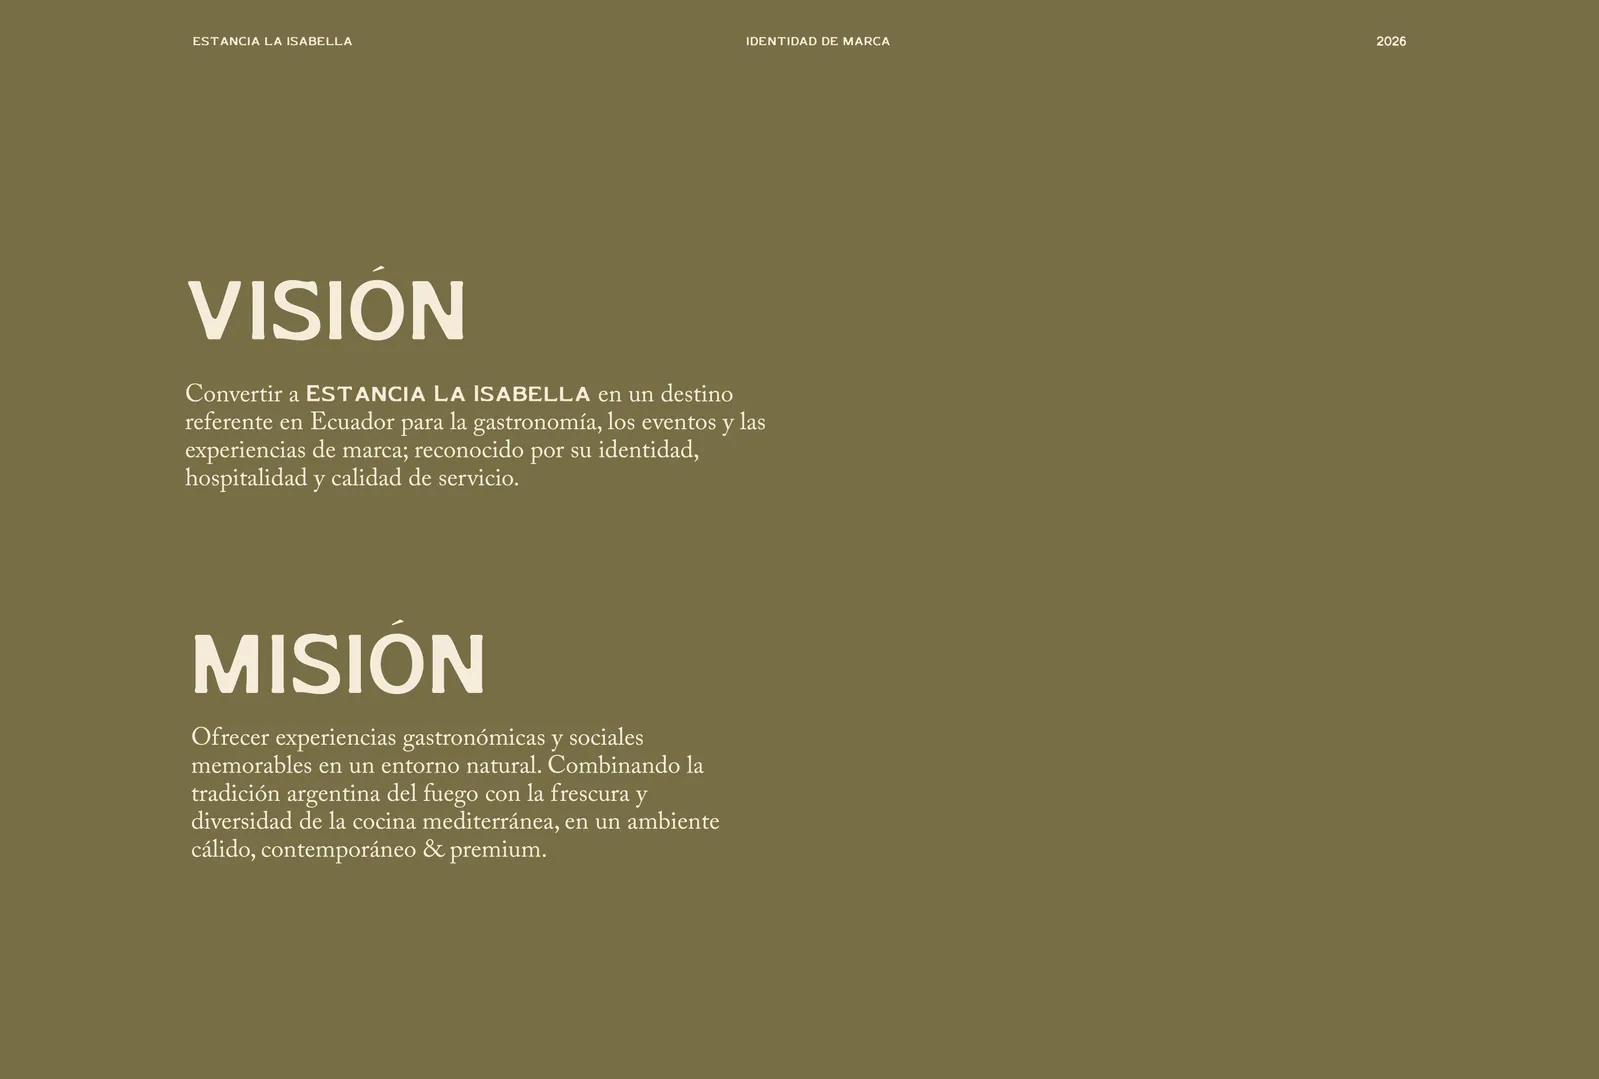 ESTANCIA LA ISABELLA
IDENTIDAD DE MARCA
2026
VISIÓN
Convertir a ESTANCIA LA ISABELLA en un destino
referente en Ecuador para la gastronomía, los eventos y las
experiencias de marca; reconocido por su identidad,
hospitalidad y calidad de servicio.
MISIÓN
Ofrecer experiencias gastronómicas y sociales
memorables en un entorno natural. Combinando la
tradición argentina del fuego con la frescura y
diversidad de la cocina mediterránea, en un ambiente
cálido, contemporáneo & premium.